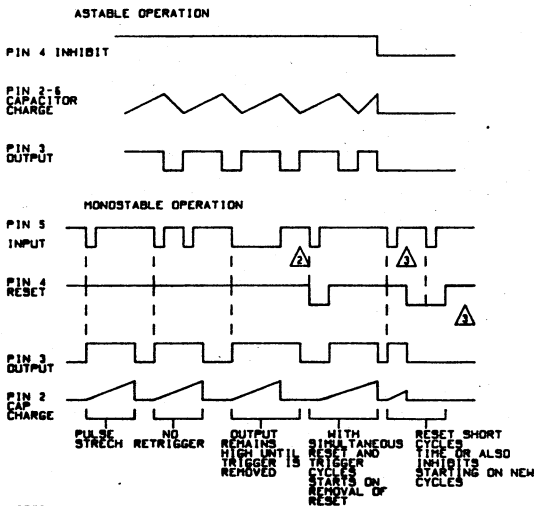 ASTABLE OPERATION
PIN 4 INHIBIT
PIN 2-6
CAPACITOR
CHARGE
PIN 3
OUTPUT
MONOSTABLE OPERATION
PIN 5
INPUT
2
3
PIN 4
RESET
3
PIN 3
OUTPUT
PIN 2
CAP
CHARGE
PULSE
STRECH
NO
RETRIGGER
OUTPUT
REMAINS
HIGH UNTIL
TRIGGER IS
REMOVED
WITH
SIMULTANEOUS
RESET AND
TRIGGER
CYCLES
STARTS ON
REMOVAL OF
RESET
RESET SHORT
CYCLES
TIME OR ALSO
INHIBITS
STARTING ON NEW
CYCLES